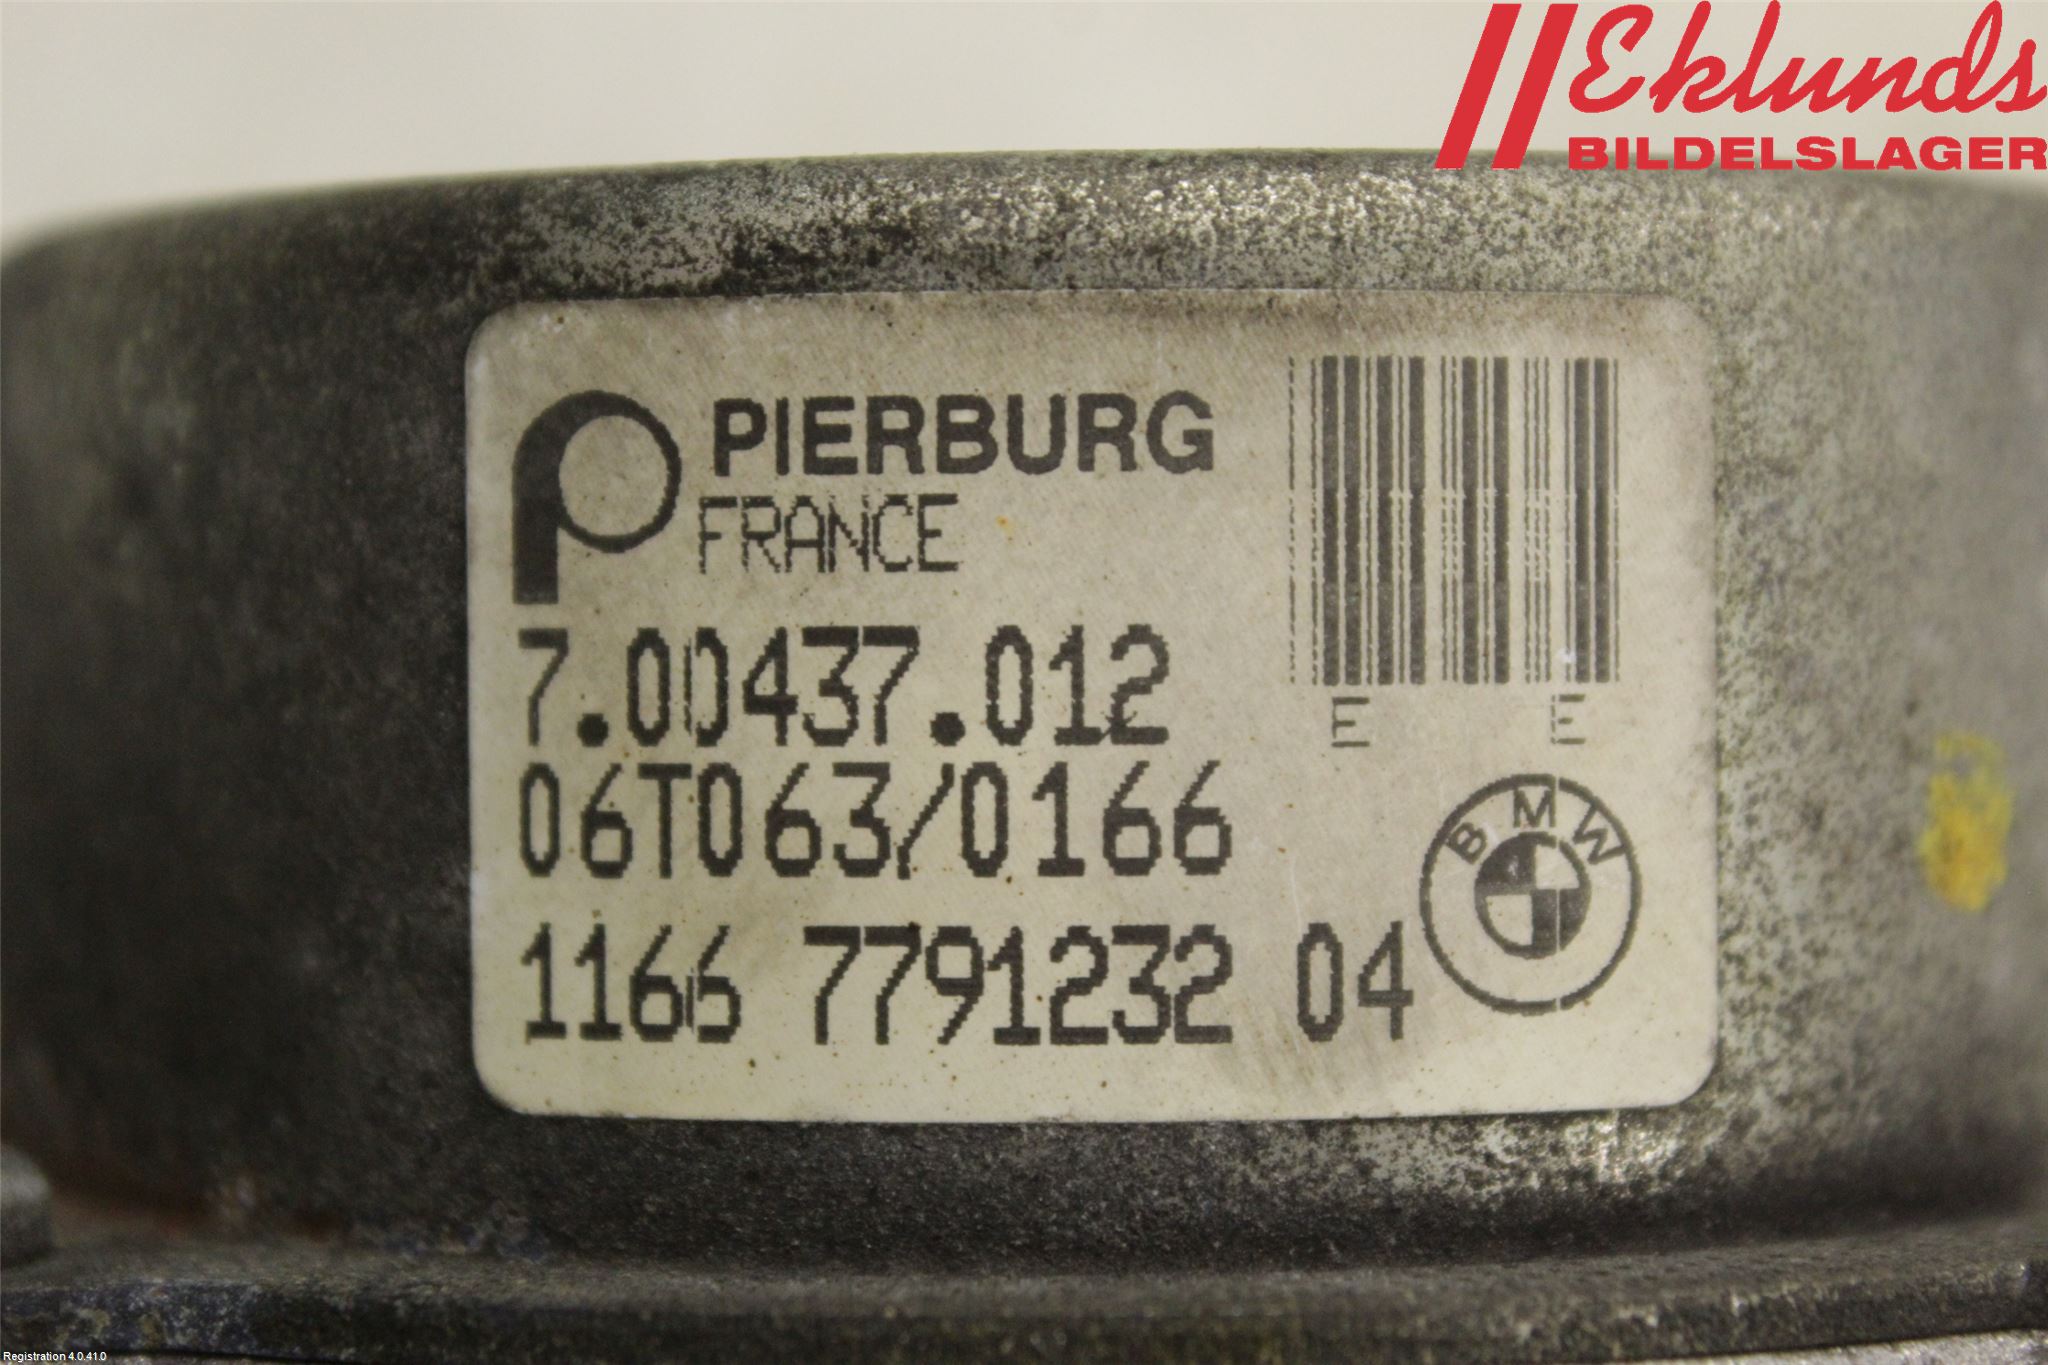 Eklunds
BILDELSLAGER
PIERBURG
FRANCE
7.00437.012
E E
06T063/0166
BMW
1166 7791232 04
Registration 4.0.41.0